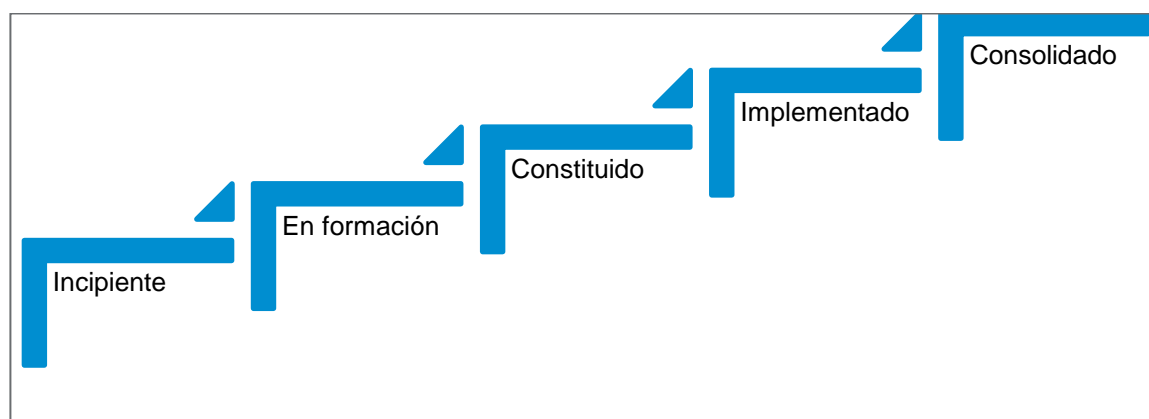 Incipiente
En formación
Constituido
Implementado
Consolidado